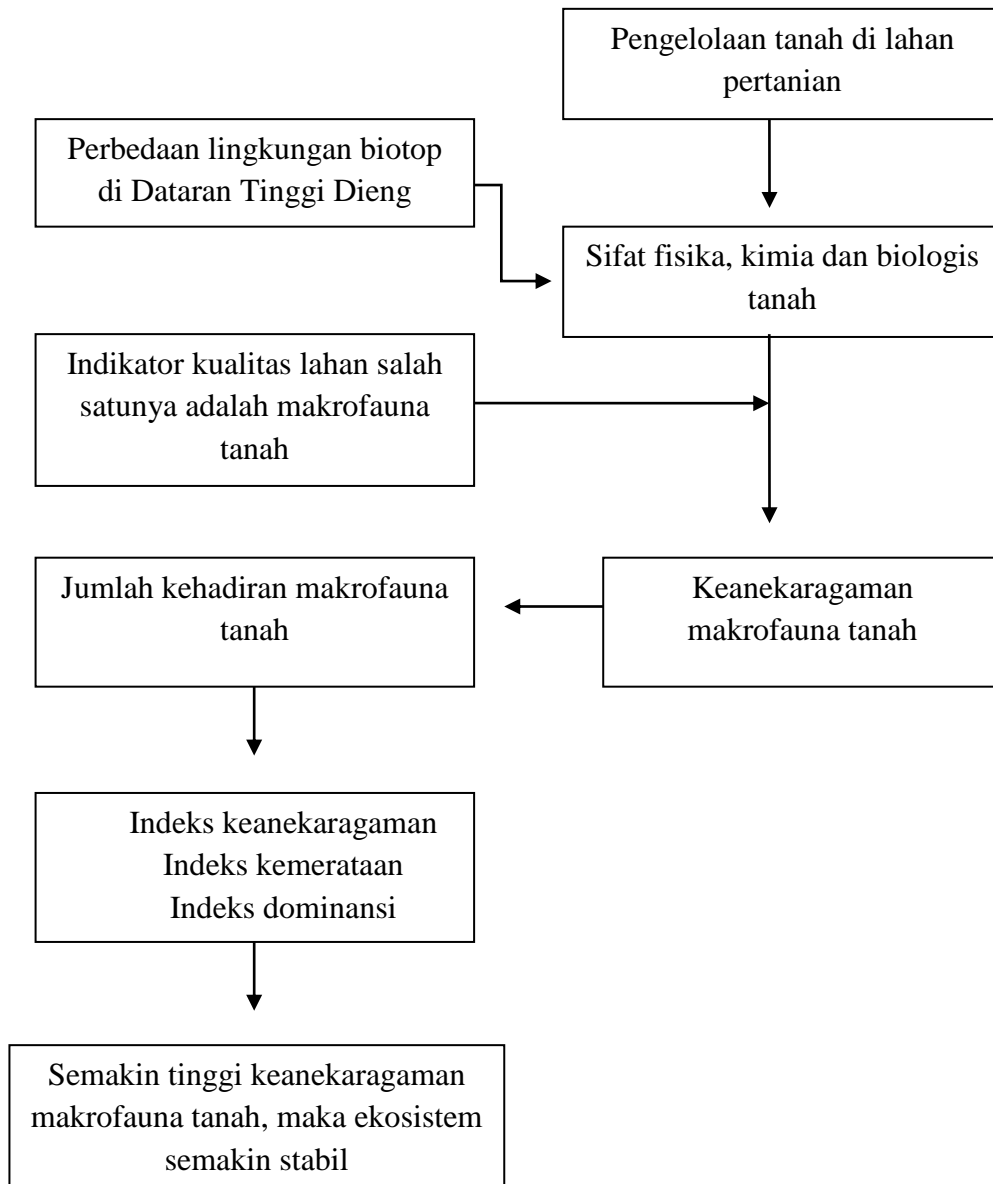 Pengelolaan tanah di lahan
pertanian
Perbedaan lingkungan biotop
di Dataran Tinggi Dieng
Sifat fisika, kimia dan biologis
tanah
Indikator kualitas lahan salah
satunya adalah makrofauna
tanah
Keanekaragaman
makrofauna tanah
Jumlah kehadiran makrofauna
tanah
Indeks keanekaragaman
Indeks kemerataan
Indeks dominansi
Semakin tinggi keanekaragaman
makrofauna tanah, maka ekosistem
semakin stabil